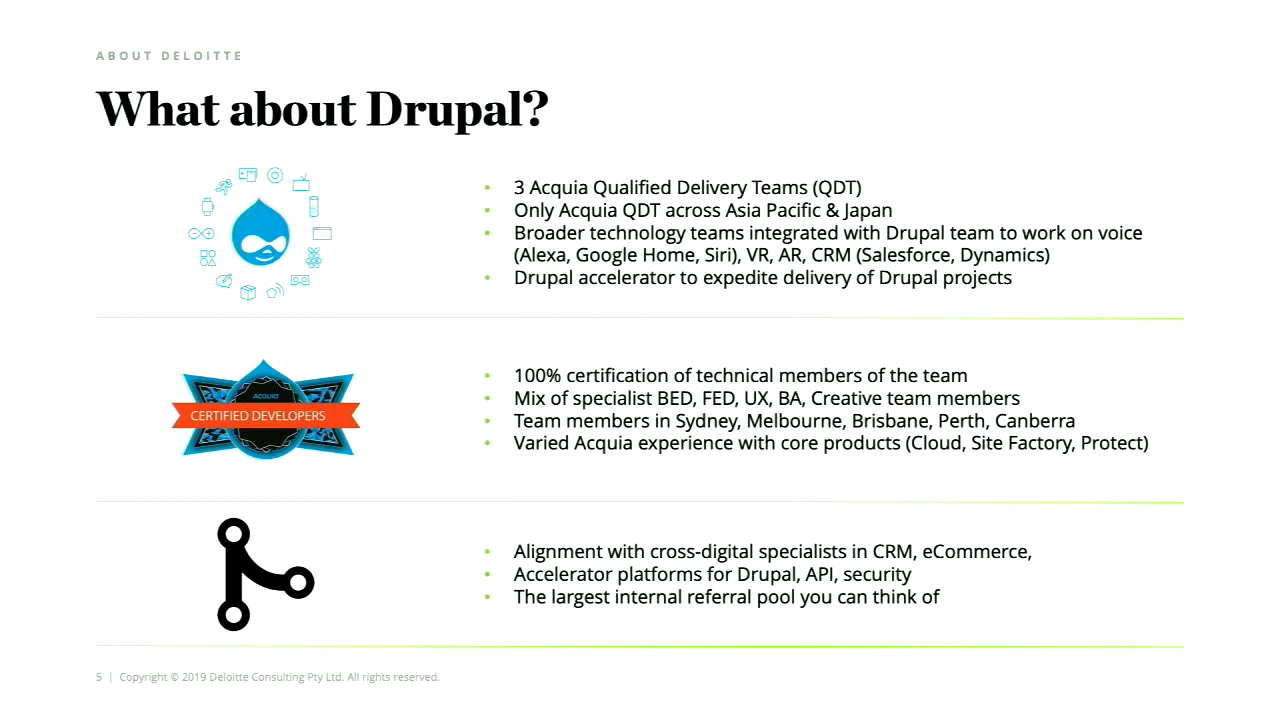 ABOUT DELOITTE
What about Drupal?
• 3 Acquia Qualified Delivery Teams (QDT)
• Only Acquia QDT across Asia Pacific & Japan
• Broader technology teams integrated with Drupal team to work on voice
(Alexa, Google Home, Siri), VR, AR, CRM (Salesforce, Dynamics)
• Drupal accelerator to expedite delivery of Drupal projects
ACQUIA
CERTIFIED DEVELOPERS
• 100% certification of technical members of the team
• Mix of specialist BED, FED, UX, BA, Creative team members
• Team members in Sydney, Melbourne, Brisbane, Perth, Canberra
• Varied Acquia experience with core products (Cloud, Site Factory, Protect)
• Alignment with cross-digital specialists in CRM, eCommerce,
• Accelerator platforms for Drupal, API, security
• The largest internal referral pool you can think of
5 | Copyright © 2019 Deloitte Consulting Pty Ltd. All rights reserved.